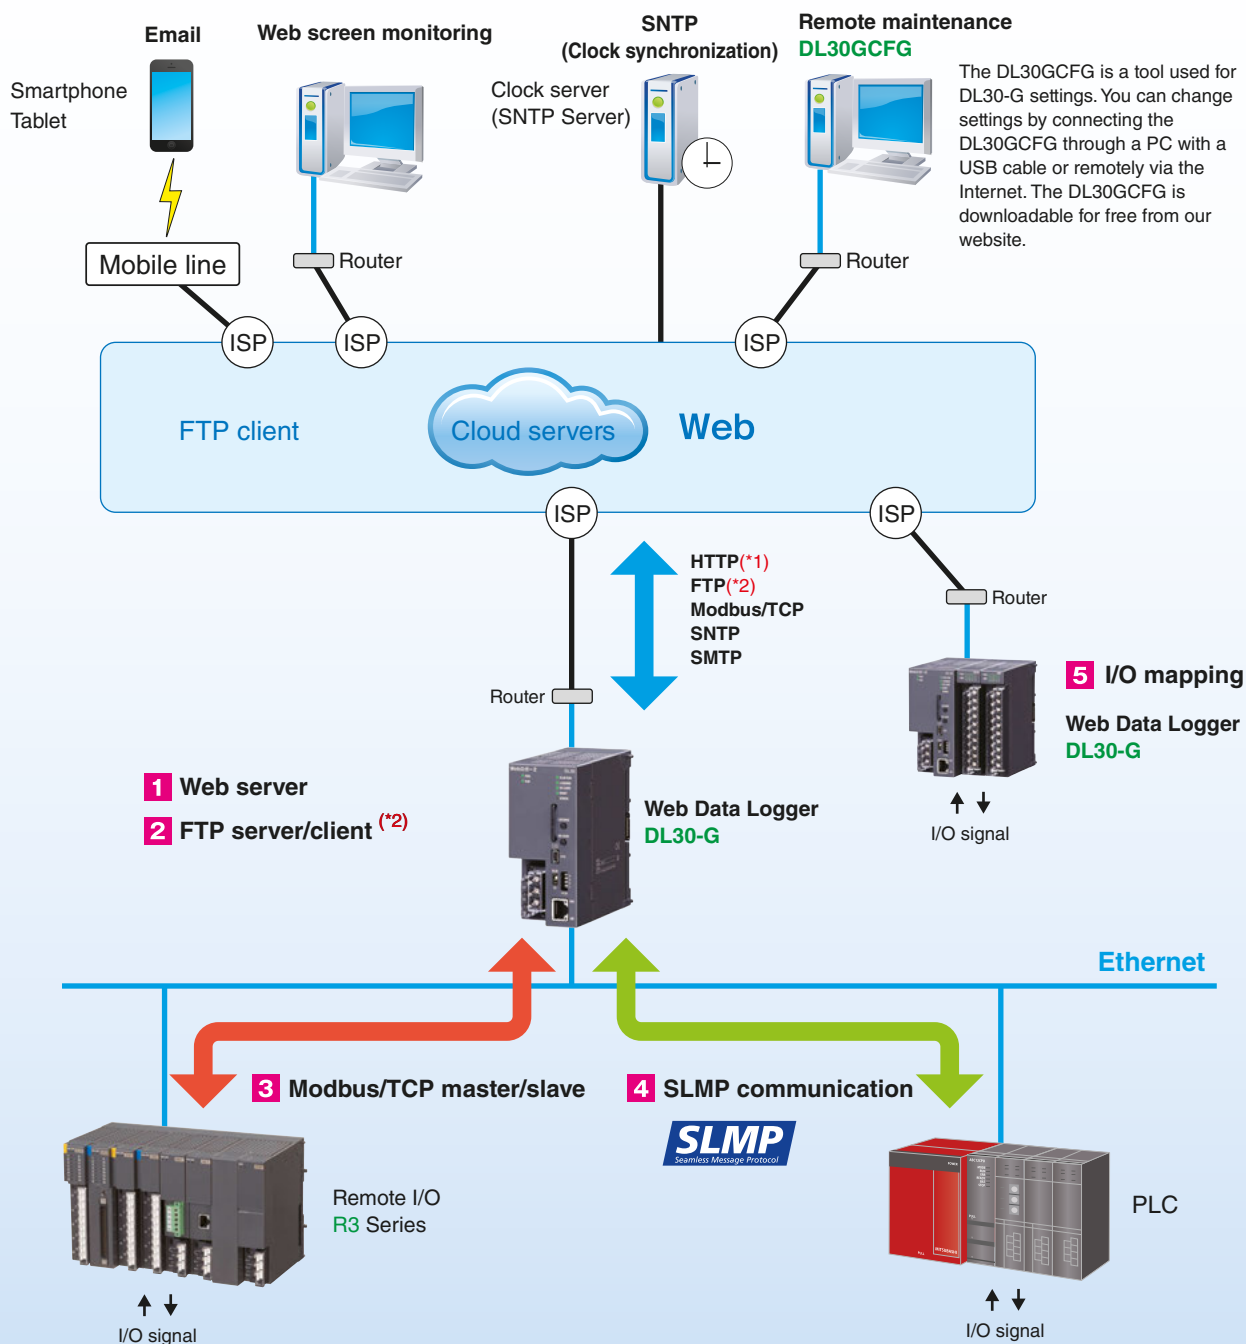 Email
Web screen monitoring
SNTP
(Clock synchronization)
Remote maintenance
DL30GCFG
Smartphone
Tablet
Clock server
(SNTP Server)
The DL30GCFG is a tool used for
DL30-G settings. You can change
settings by connecting the
DL30GCFG through a PC with a
USB cable or remotely via the
Internet. The DL30GCFG is
downloadable for free from our
website.
Mobile line
Router
Router
ISP
ISP
ISP
FTP client
Cloud servers
Web
ISP
ISP
HTTP(*1)
FTP(*2)
Modbus/TCP
SNTP
SMTP
Router
Router
5 I/O mapping
Web Data Logger
DL30-G
I/O signal
1 Web server
2 FTP server/client (*2)
Web Data Logger
DL30-G
Ethernet
3 Modbus/TCP master/slave
4 SLMP communication
SLMP
Seamless Message Protocol
Remote I/O
R3 Series
POWER
MITSUBISHI
PULL
PLC
I/O signal
I/O signal